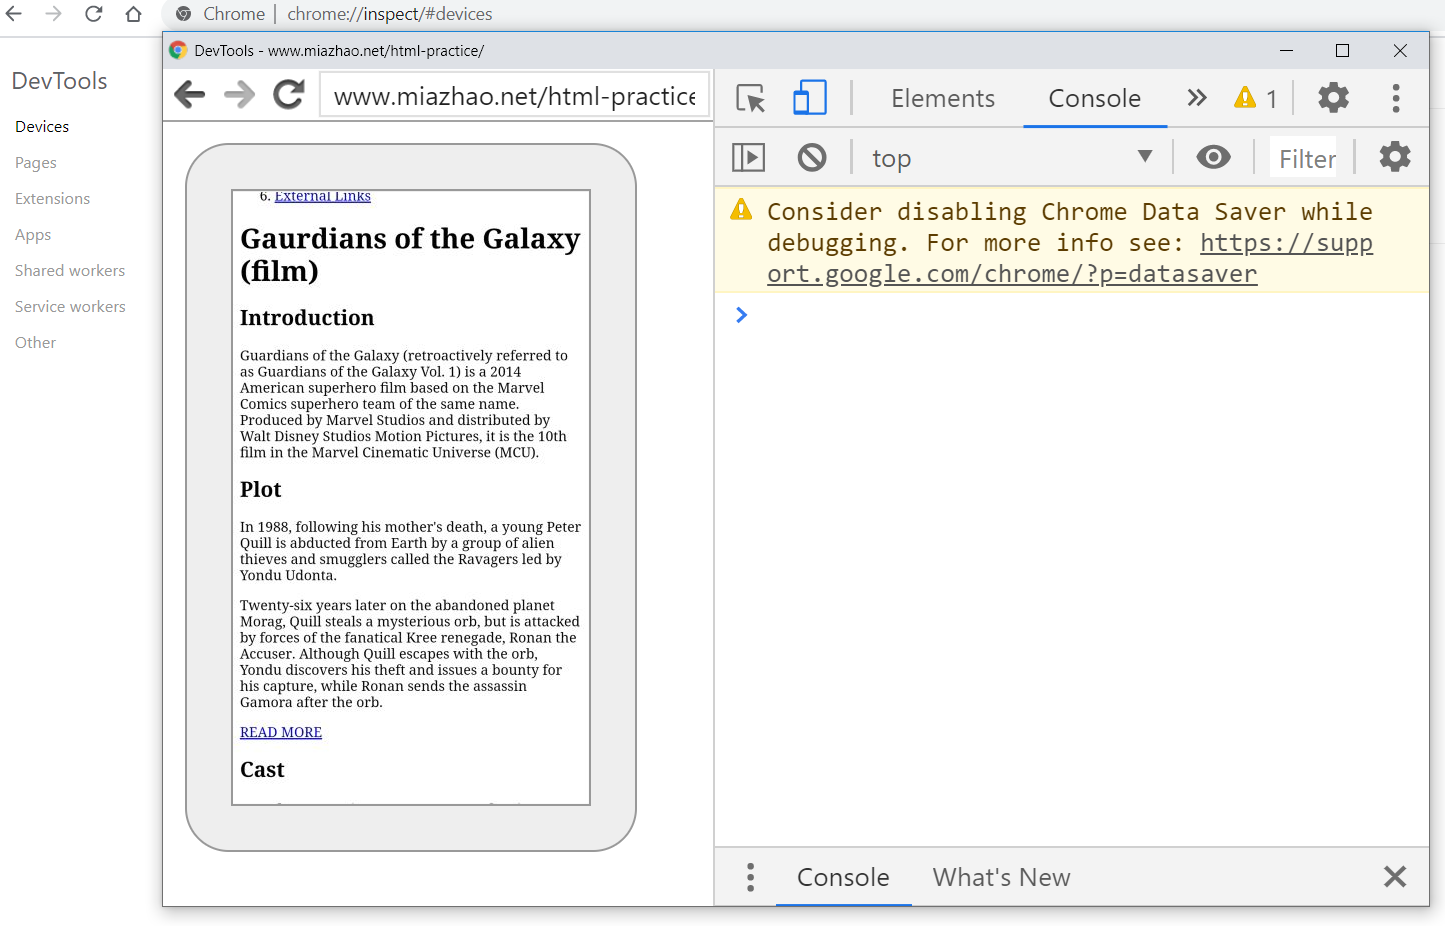 Chrome | chrome://inspect/#devices
DevTools
Devices
Pages
Extensions
Apps
Shared workers
Service workers
Other
DevTools - www.miazhao.net/html-practice/
www.miazhao.net/html-practice
6. External Links
Gaurdians of the Galaxy
(film)
Introduction
Guardians of the Galaxy (retroactively referred to
as Guardians of the Galaxy Vol. 1) is a 2014
American superhero film based on the Marvel
Comics superhero team of the same name.
Produced by Marvel Studios and distributed by
Walt Disney Studios Motion Pictures, it is the 10th
film in the Marvel Cinematic Universe (MCU).
Plot
In 1988, following his mother's death, a young Peter
Quill is abducted from Earth by a group of alien
thieves and smugglers called the Ravagers led by
Yondu Udonta.
Twenty-six years later on the abandoned planet
Morag, Quill steals a mysterious orb, but is attacked
by forces of the fanatical Kree renegade, Ronan the
Accuser. Although Quill escapes with the orb,
Yondu discovers his theft and issues a bounty for
his capture, while Ronan sends the assassin
Gamora after the orb.
READ MORE
Cast
Elements Console 1
top Filter
Consider disabling Chrome Data Saver while
debugging. For more info see: https://supp
ort.google.com/chrome/?p=datasaver
Console What's New